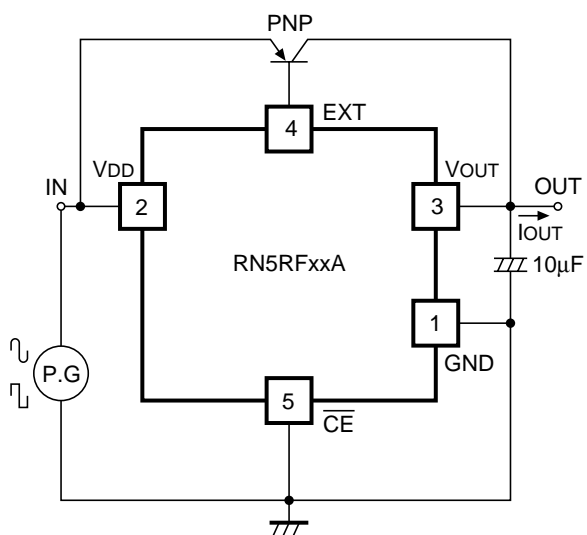 PNP
4
EXT
VDD
VOUT
IN
2
3
OUT
IOUT
RN5RFxxA
10μF
1
GND
P.G
5
CE